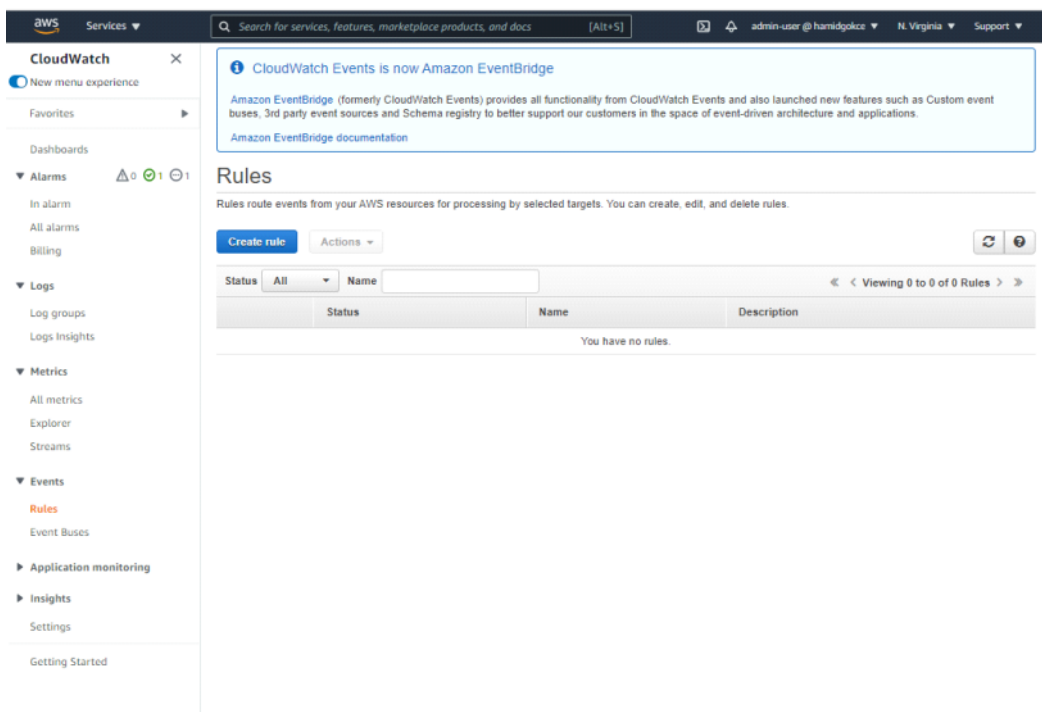 aws Services ▼ Search for services, features, marketplace products, and docs [Alt+S] admin-user @ hamidgokce ▼ N. Virginia ▼ Support ▼
CloudWatch ×
New menu experience
Favorites
Dashboards
Alarms 0 1 1
In alarm
All alarms
Billing
Logs
Log groups
Logs Insights
Metrics
All metrics
Explorer
Streams
Events
Rules
Event Buses
Application monitoring
Insights
Settings
Getting Started
CloudWatch Events is now Amazon EventBridge
Amazon EventBridge (formerly CloudWatch Events) provides all functionality from CloudWatch Events and also launched new features such as Custom event
buses, 3rd party event sources and Schema registry to better support our customers in the space of event-driven architecture and applications.
Amazon EventBridge documentation
Rules
Rules route events from your AWS resources for processing by selected targets. You can create, edit, and delete rules.
Create rule Actions
Status All Name « < Viewing 0 to 0 of 0 Rules > »
Status Name Description
You have no rules.